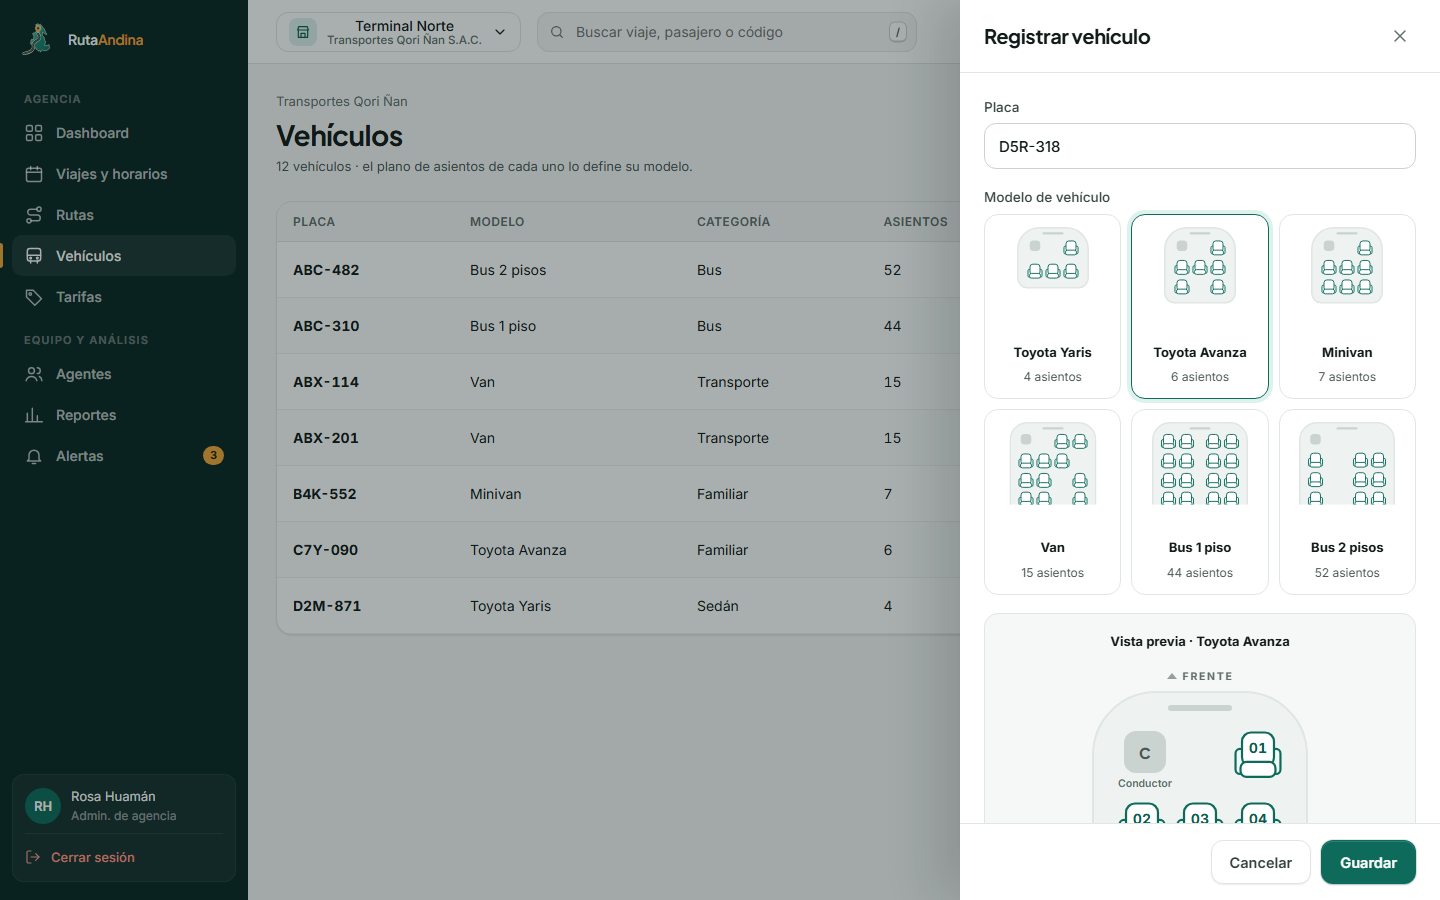 RutaAndina
AGENCIA
Dashboard
Viajes y horarios
Rutas
Vehículos
Tarifas
EQUIPO Y ANÁLISIS
Agentes
Reportes
Alertas
3
RH
Rosa Huamán
Admin. de agencia
Cerrar sesión
Terminal Norte
Transportes Qori Ñan S.A.C.
Buscar viaje, pasajero o código
/
Transportes Qori Ñan
Vehículos
12 vehículos · el plano de asientos de cada uno lo define su modelo.
PLACA MODELO CATEGORÍA ASIENTOS
ABC-482 Bus 2 pisos Bus 52
ABC-310 Bus 1 piso Bus 44
ABX-114 Van Transporte 15
ABX-201 Van Transporte 15
B4K-552 Minivan Familiar 7
C7Y-090 Toyota Avanza Familiar 6
D2M-871 Toyota Yaris Sedán 4
Registrar vehículo
Placa
D5R-318
Modelo de vehículo
Toyota Yaris
4 asientos
Toyota Avanza
6 asientos
Minivan
7 asientos
Van
15 asientos
Bus 1 piso
44 asientos
Bus 2 pisos
52 asientos
Vista previa · Toyota Avanza
FRENTE
C
Conductor
01
02 03 04
Cancelar
Guardar